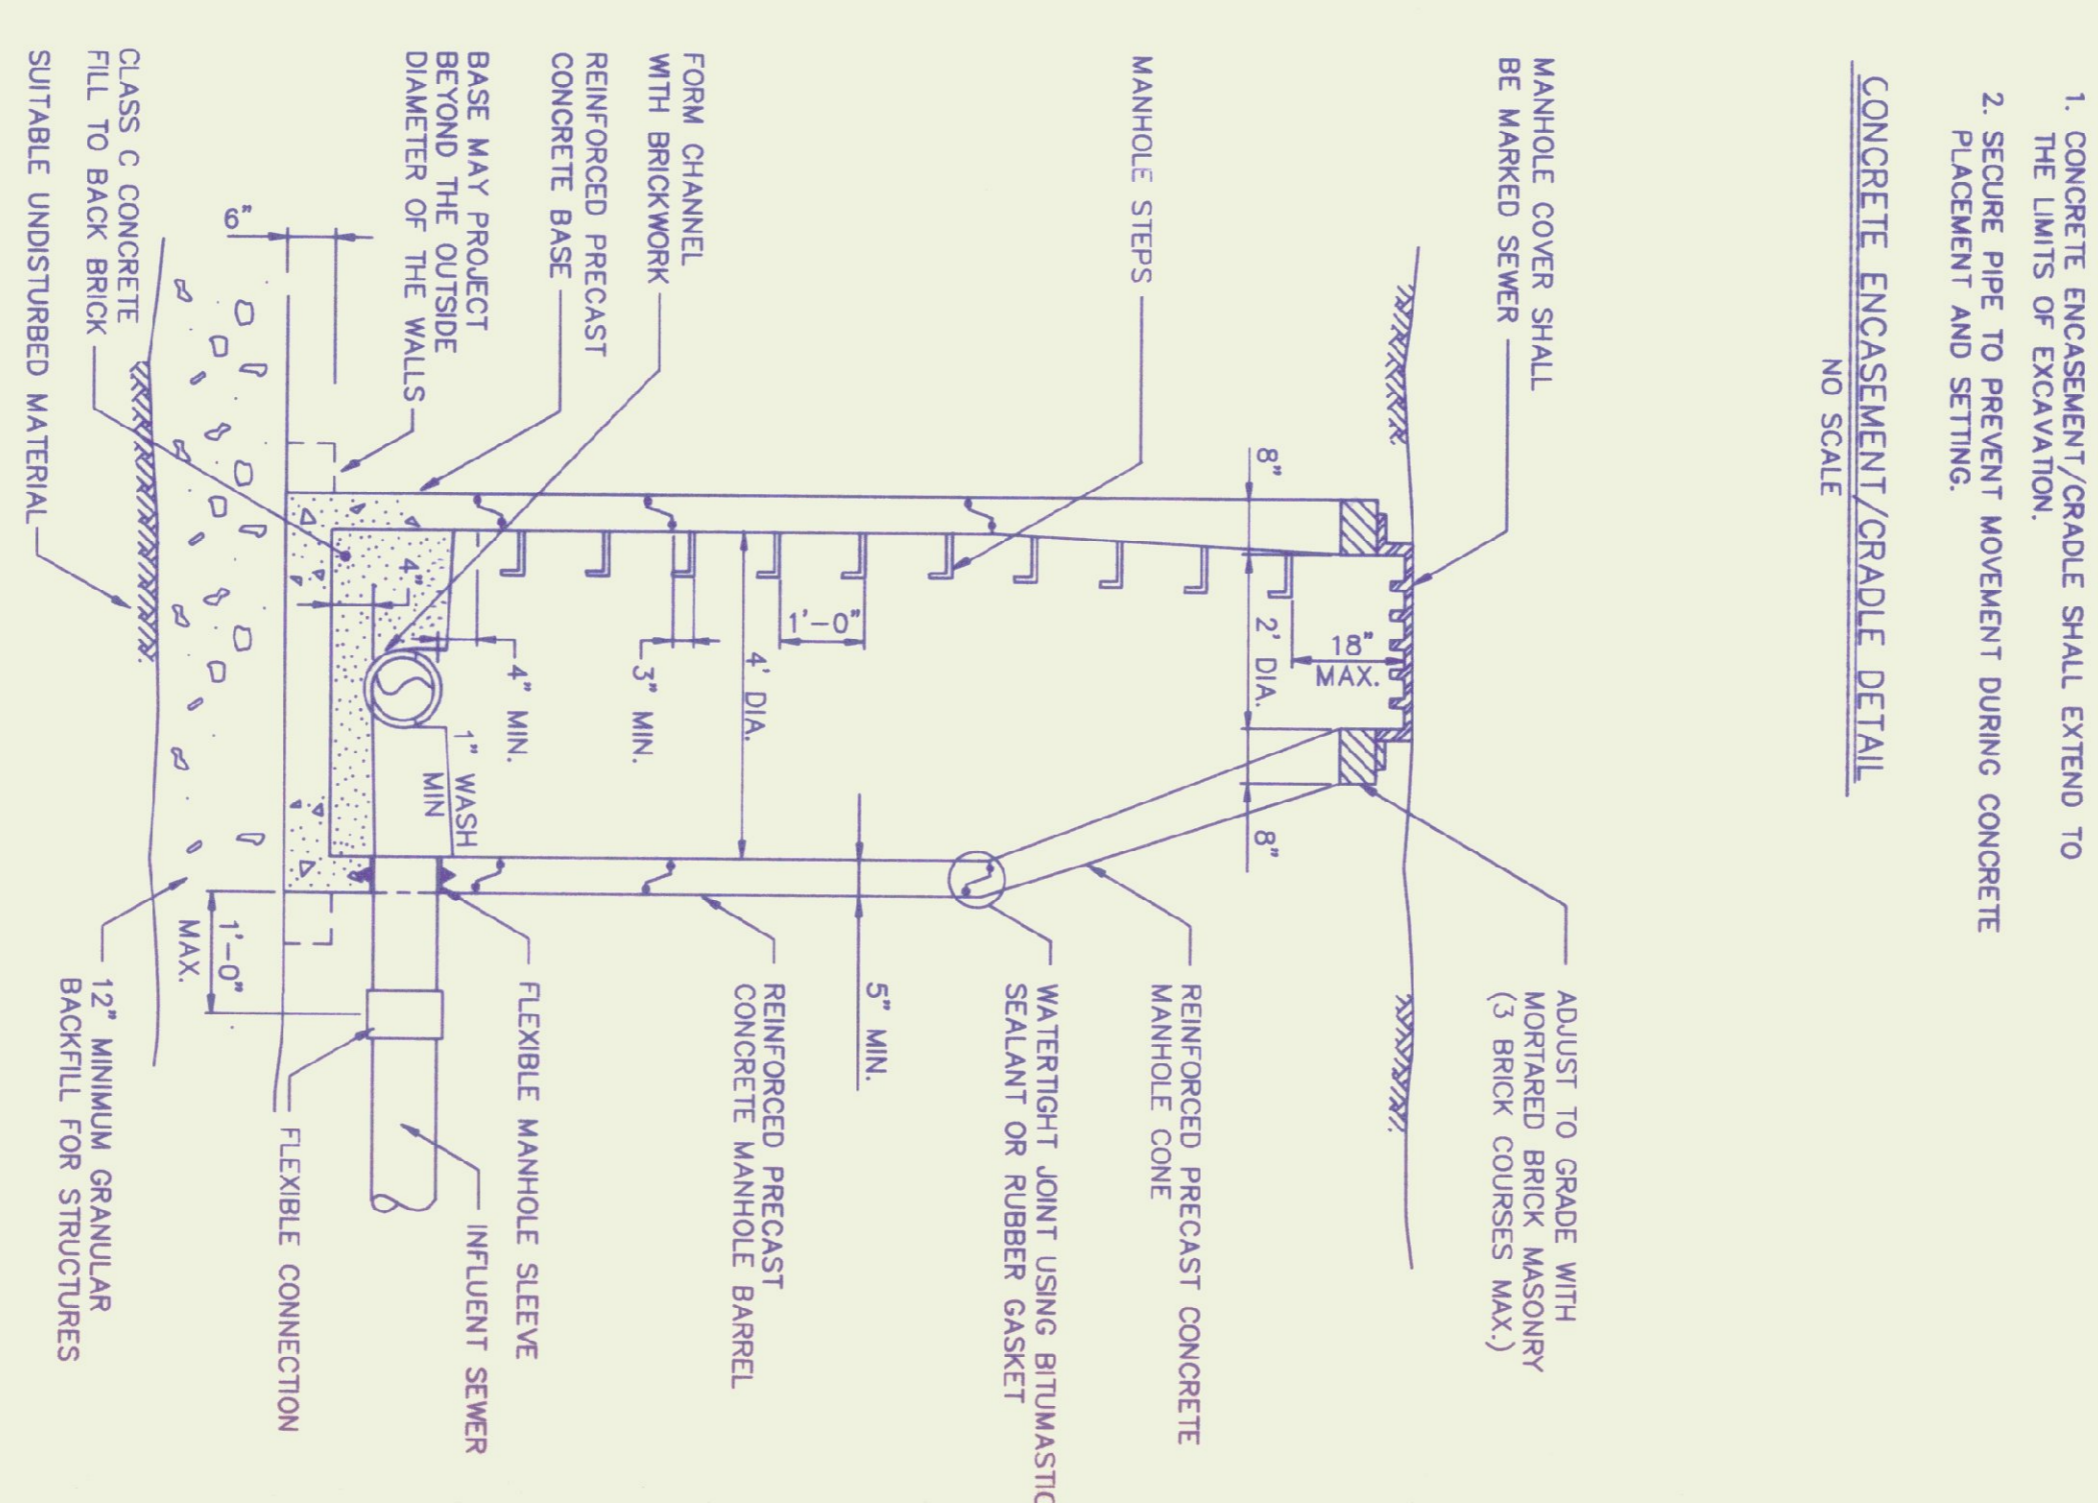 1. CONCRETE ENCASEMENT/CRADLE SHALL EXTEND TO
THE LIMITS OF EXCAVATION.
2. SECURE PIPE TO PREVENT MOVEMENT DURING CONCRETE
PLACEMENT AND SETTING.
CONCRETE ENCASEMENT/CRADLE DETAIL
NO SCALE
MANHOLE COVER SHALL
BE MARKED SEWER
ADJUST TO GRADE WITH
MORTARED BRICK MASONRY
(3 BRICK COURSES MAX.)
18"
MAX.
8"
2' DIA.
8"
MANHOLE STEPS
REINFORCED PRECAST CONCRETE
MANHOLE CONE
WATERTIGHT JOINT USING BITUMASTIC
SEALANT OR RUBBER GASKET
1'-0"
5" MIN.
4' DIA.
REINFORCED PRECAST
CONCRETE MANHOLE BARREL
FORM CHANNEL
WITH BRICKWORK
3" MIN.
REINFORCED PRECAST
CONCRETE BASE
4" MIN.
FLEXIBLE MANHOLE SLEEVE
BASE MAY PROJECT
BEYOND THE OUTSIDE
DIAMETER OF THE WALLS
1" WASH
MIN
4"
INFLUENT SEWER
FLEXIBLE CONNECTION
6"
1'-0"
MAX.
CLASS C CONCRETE
FILL TO BACK BRICK
12" MINIMUM GRANULAR
BACKFILL FOR STRUCTURES
SUITABLE UNDISTURBED MATERIAL